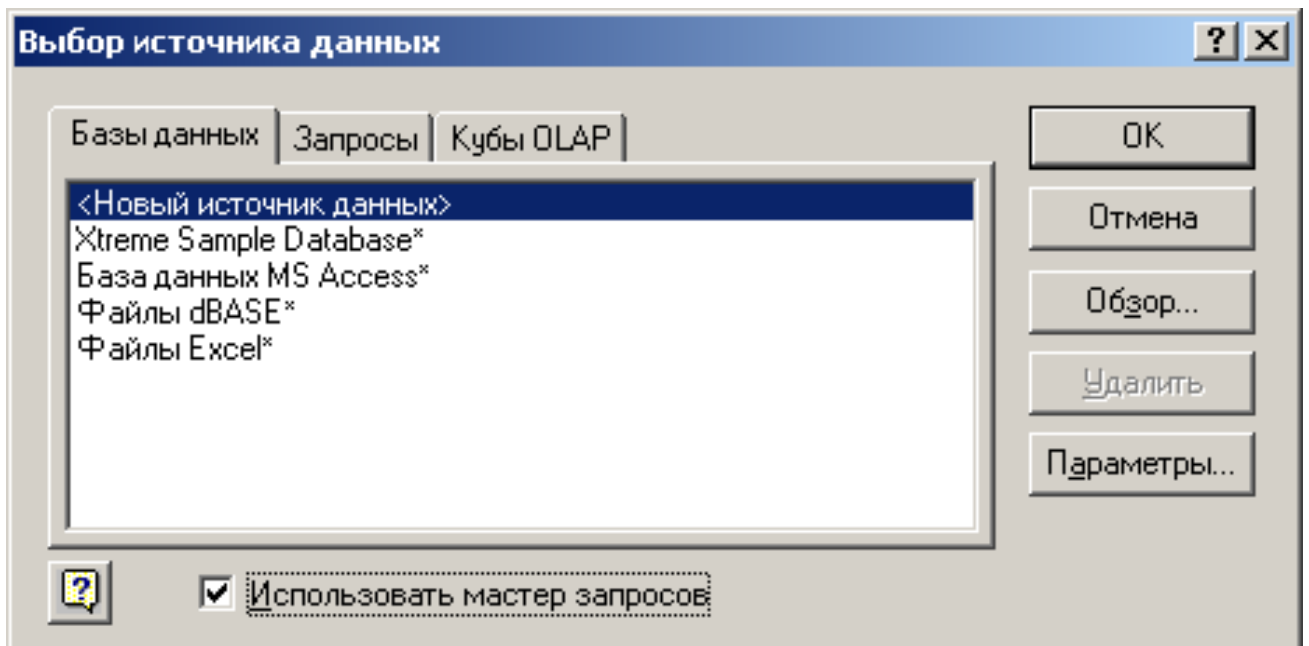 Выбор источника данных
Базы данных
Запросы
Кубы OLAP
<Новый источник данных>
Xtreme Sample Database*
База данных MS Access*
Файлы dBASE*
Файлы Excel*
OK
Отмена
Обзор...
Удалить
Параметры...
Использовать мастер запросов